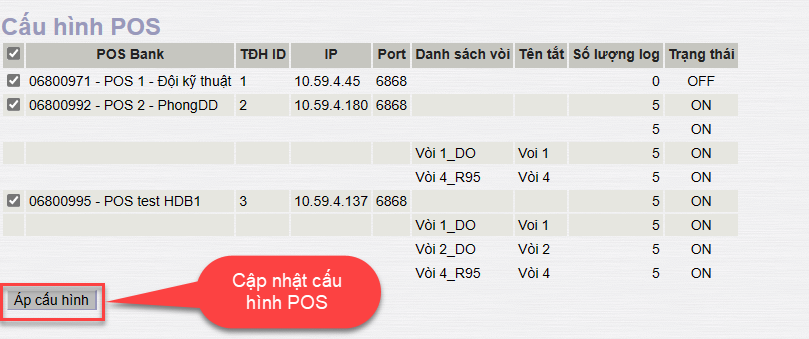 Cấu hình POS
POS Bank TĐH ID IP Port Danh sách vòi Tên tắt Số lượng log Trạng thái
06800971 - POS 1 - Đội kỹ thuật 1 10.59.4.45 6868 0 OFF
06800992 - POS 2 - PhongDD 2 10.59.4.180 6868 5 ON
5 ON
Vòi 1_DO Voi 1 5 ON
Vòi 4_R95 Vòi 4 5 ON
06800995 - POS test HDB1 3 10.59.4.137 6868 5 ON
Vòi 1_DO Voi 1 5 ON
Vòi 2_DO Vòi 2 5 ON
Vòi 4_R95 Vòi 4 5 ON
Cập nhật cấu
hình POS
Áp cấu hình